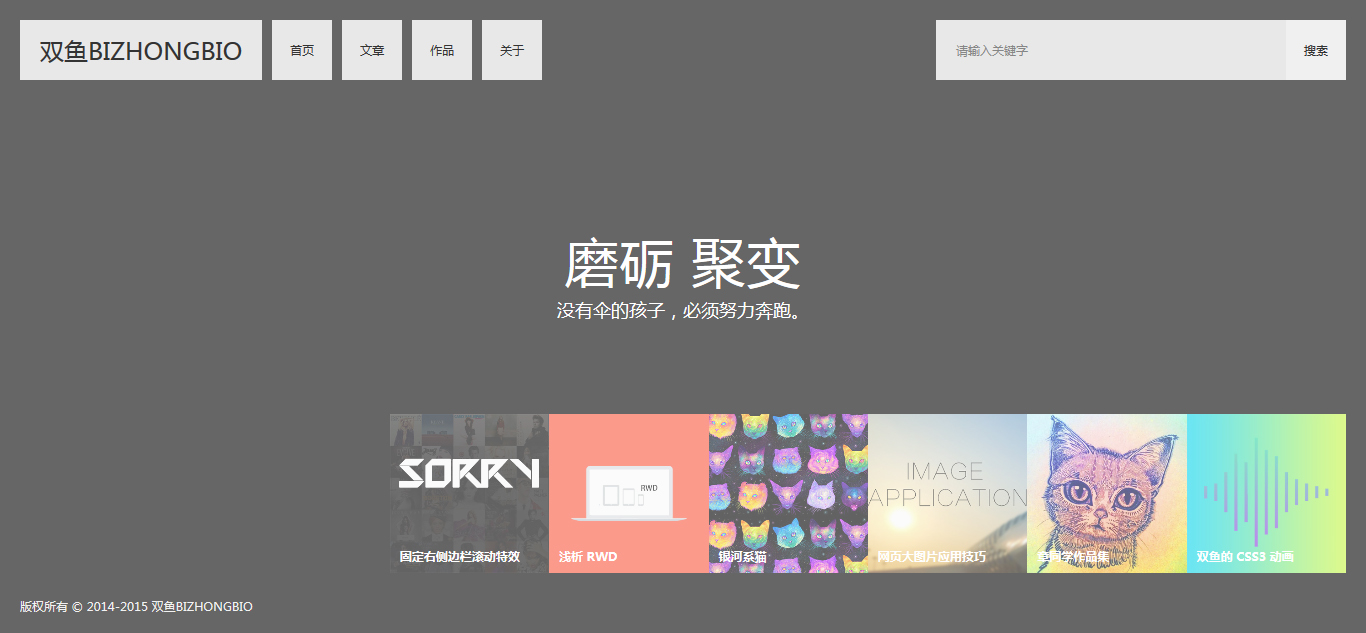 双鱼BIZHONGBIO
首页
文章
作品
关于
请输入关键字
搜索
磨砺 聚变
没有伞的孩子，必须努力奔跑。
SORRY
RWD
IMAGE
APPLICATION
固定右侧边栏滚动特效
浅析 RWD
银河系猫
网页大图片应用技巧
同学作品集
双鱼的 CSS3 动画
版权所有 © 2014-2015 双鱼BIZHONGBIO